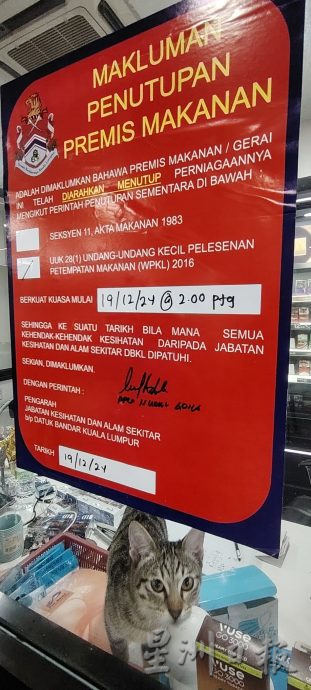 MAKLUMAN
PENUTUPAN
PREMIS MAKANAN
ADALAH DIMAKLUMKAN BAHAWA PREMIS MAKANAN / GERAI
INI TELAH DIARAHKAN MENUTUP PERNIAGAANNYA
MENGIKUT PERINTAH PENUTUPAN SEMENTARA DI BAWAH :
SEKSYEN 11, AKTA MAKANAN 1983
/ UUK 28(1) UNDANG-UNDANG KECIL PELESENAN
PETEMPATAN MAKANAN (WPKL) 2016
BERKUAT KUASA MULAI 19/12/24 @ 2.00 ptg
SEHINGGA KE SUATU TARIKH BILA MANA SEMUA
KEHENDAK-KEHENDAK KESIHATAN DARIPADA JABATAN
KESIHATAN DAN ALAM SEKITAR DBKL DIPATUHI.
SEKIAN, DIMAKLUMKAN.
DENGAN PERINTAH :
PENGARAH
JABATAN KESIHATAN DAN ALAM SEKITAR
b/p DATUK BANDAR KUALA LUMPUR
TARIKH 19/12/24
VUSE
GO 3000
星洲日报